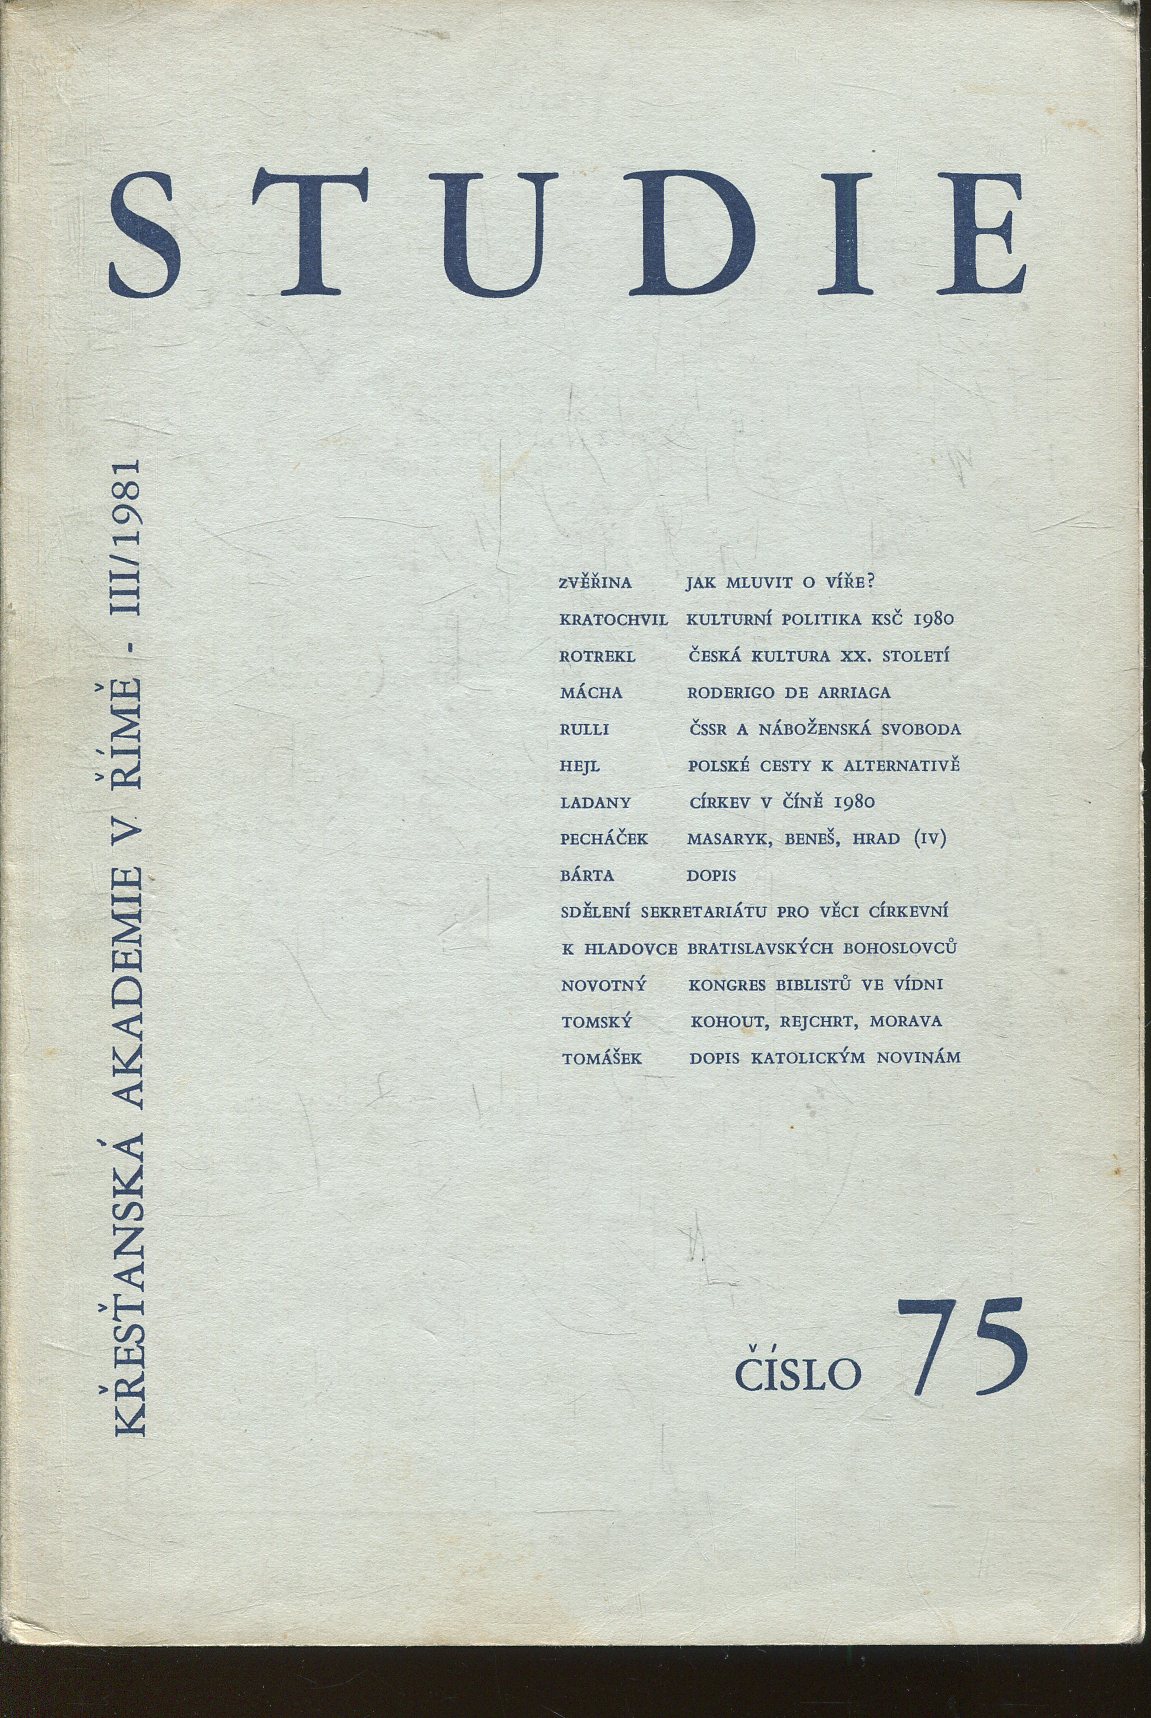 STUDIE
KŘESŤANSKÁ AKADEMIE V ŘÍMĚ - III/1981
ZVĚŘINA JAK MLUVIT O VÍŘE?
KRATOCHVIL KULTURNÍ POLITIKA KSČ 1980
ROTREKL ČESKÁ KULTURA XX. STOLETÍ
MÁCHA RODERIGO DE ARRIAGA
RULLI ČSSR A NÁBOŽENSKÁ SVOBODA
HEJL POLSKÉ CESTY K ALTERNATIVĚ
LADANY CÍRKEV V ČÍNĚ 1980
PECHÁČEK MASARYK, BENEŠ, HRAD (IV)
BÁRTA DOPIS
SDĚLENÍ SEKRETARIÁTU PRO VĚCI CÍRKEVNÍ
K HLADOVCE BRATISLAVSKÝCH BOHOSLOVCŮ
NOVOTNÝ KONGRES BIBLISTŮ VE VÍDNI
TOMSKÝ KOHOUT, REJCHRT, MORAVA
TOMÁŠEK DOPIS KATOLICKÝM NOVINÁM
ČÍSLO 75